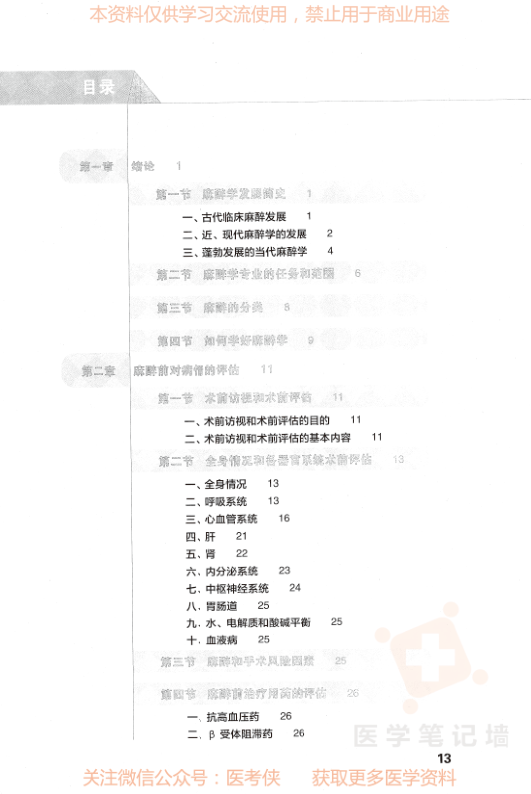 本资料仅供学习交流使用，禁止用于商业用途
目录
第一章 绪论 1
第一节 麻醉学发展简史 1
一、古代临床麻醉发展 1
二、近、现代麻醉学的发展 2
三、蓬勃发展的当代麻醉学 4
第二节 麻醉学专业的任务和范围 6
第三节 麻醉的分类 8
第四节 如何学好麻醉学 9
第二章 麻醉前对病情的评估 11
第一节 术前访视和术前评估 11
一、术前访视和术前评估的目的 11
二、术前访视和术前评估的基本内容 11
第二节 全身情况和各器官系统术前评估 13
一、全身情况 13
二、呼吸系统 13
三、心血管系统 16
四、肝 21
五、肾 22
六、内分泌系统 23
七、中枢神经系统 24
八、胃肠道 25
九、水、电解质和酸碱平衡 25
十、血液病 25
第三节 麻醉和手术风险因素 25
第四节 麻醉前治疗用药的评估 26
一、抗高血压药 26
二、β 受体阻滞药 26
医学笔记墙
13
关注微信公众号：医考侠 获取更多医学资料